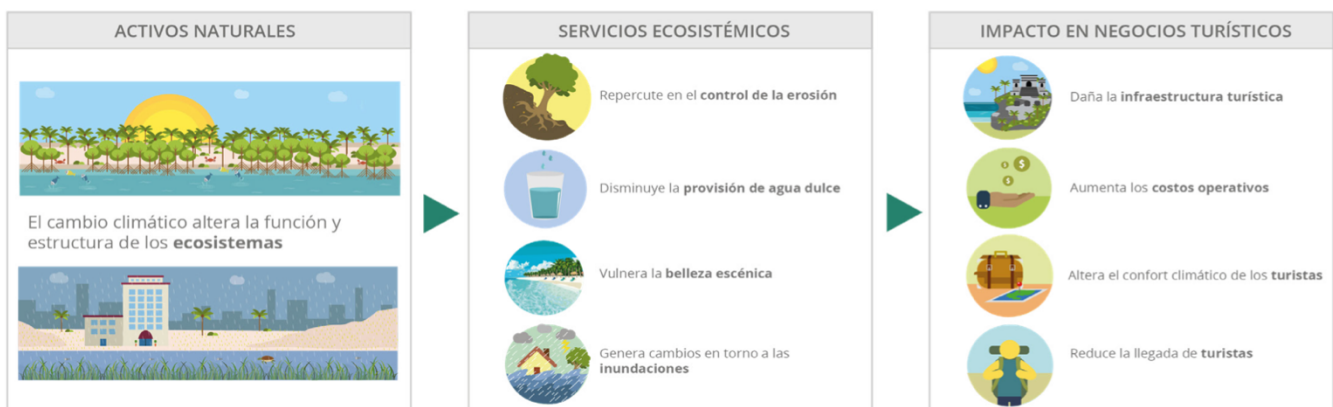 ACTIVOS NATURALES
El cambio climático altera la función y
estructura de los ecosistemas
SERVICIOS ECOSISTÉMICOS
Repercute en el control de la erosión
Disminuye la provisión de agua dulce
Vulnera la belleza escénica
Genera cambios en torno a las
inundaciones
IMPACTO EN NEGOCIOS TURÍSTICOS
Daña la infraestructura turística
$
$
$
Aumenta los costos operativos
Altera el confort climático de los turistas
Reduce la llegada de turistas